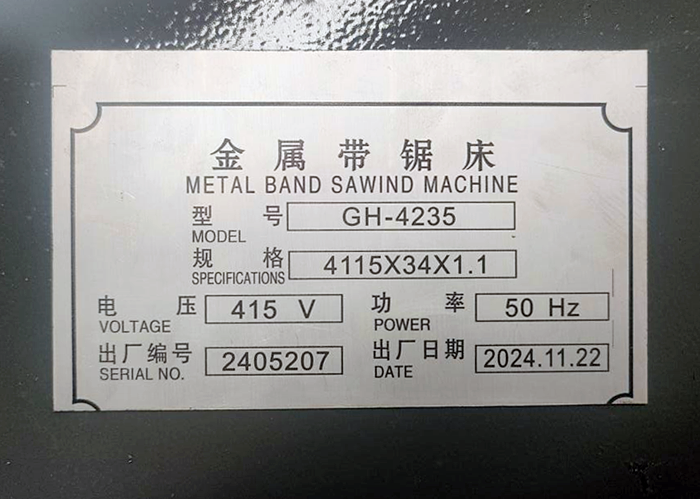 金属带锯床
METAL BAND SAWIND MACHINE
型号 GH-4235
MODEL
规格 4115X34X1.1
SPECIFICATIONS
电压 415 V 功率 50 Hz
VOLTAGE POWER
出厂编号 2405207 出厂日期 2024.11.22
SERIAL NO. DATE